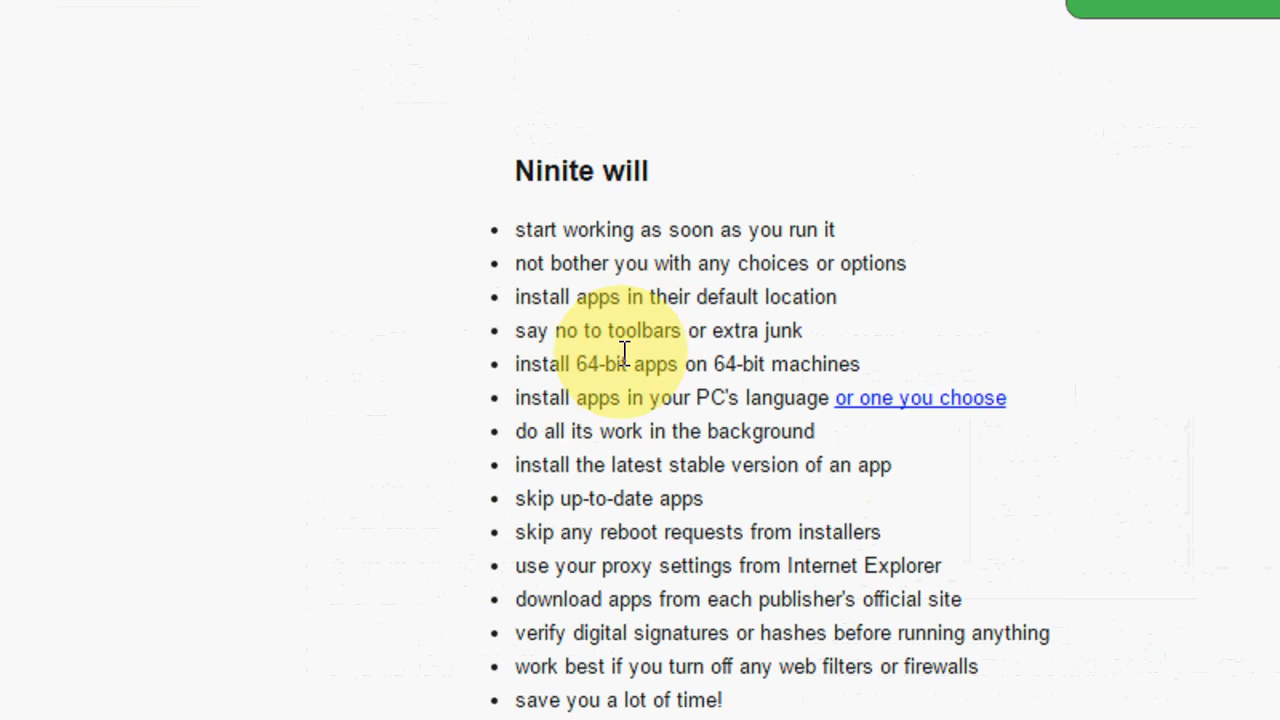 Ninite will
• start working as soon as you run it
• not bother you with any choices or options
• install apps in their default location
• say no to toolbars or extra junk
• install 64-bit apps on 64-bit machines
• install apps in your PC's language or one you choose
• do all its work in the background
• install the latest stable version of an app
• skip up-to-date apps
• skip any reboot requests from installers
• use your proxy settings from Internet Explorer
• download apps from each publisher's official site
• verify digital signatures or hashes before running anything
• work best if you turn off any web filters or firewalls
• save you a lot of time!